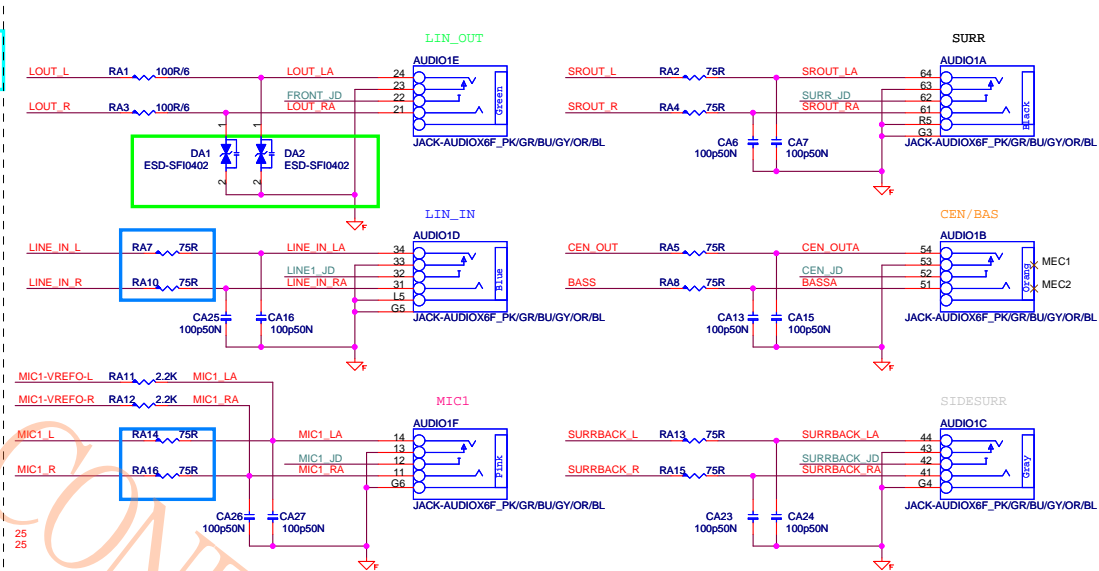 LIN_OUT
AUDIO1E
LOUT_L RA1 100R/6 LOUT_LA 24
23
FRONT_JD 22
LOUT_R RA3 100R/6 LOUT_RA 21
Green
JACK-AUDIOX6F_PK/GR/BU/GY/OR/BL
1 1
DA1 DA2
ESD-SFI0402 ESD-SFI0402
2 2
F
SURR
AUDIO1A
SROUT_L RA2 75R SROUT_LA 64
63
SURR_JD 62
SROUT_R RA4 75R SROUT_RA 61
R5
G3
Black
JACK-AUDIOX6F_PK/GR/BU/GY/OR/BL
CA6 CA7
100p50N 100p50N
F
LIN_IN
AUDIO1D
LINE_IN_L RA7 75R LINE_IN_LA 34
33
LINE1_JD 32
LINE_IN_R RA10 75R LINE_IN_RA 31
L5
G5
Blue
JACK-AUDIOX6F_PK/GR/BU/GY/OR/BL
CA25 CA16
100p50N 100p50N
F
CEN/BAS
AUDIO1B
CEN_OUT RA5 75R CEN_OUTA 54
53
CEN_JD 52
BASS RA8 75R BASSA 51
Orang
MEC1
MEC2
JACK-AUDIOX6F_PK/GR/BU/GY/OR/BL
CA13 CA15
100p50N 100p50N
F
MIC1-VREFO-L RA11 2.2K MIC1_LA
MIC1-VREFO-R RA12 2.2K MIC1_RA
MIC1
AUDIO1F
MIC1_L RA14 75R MIC1_LA 14
13
MIC1_JD 12
MIC1_R RA16 75R MIC1_RA 11
G6
Pink
JACK-AUDIOX6F_PK/GR/BU/GY/OR/BL
CA26 CA27
100p50N 100p50N
F
25
25
SIDESURR
AUDIO1C
SURRBACK_L RA13 75R SURRBACK_LA 44
43
SURRBACK_JD 42
SURRBACK_R RA15 75R SURRBACK_RA 41
G4
Gray
JACK-AUDIOX6F_PK/GR/BU/GY/OR/BL
CA23 CA24
100p50N 100p50N
F